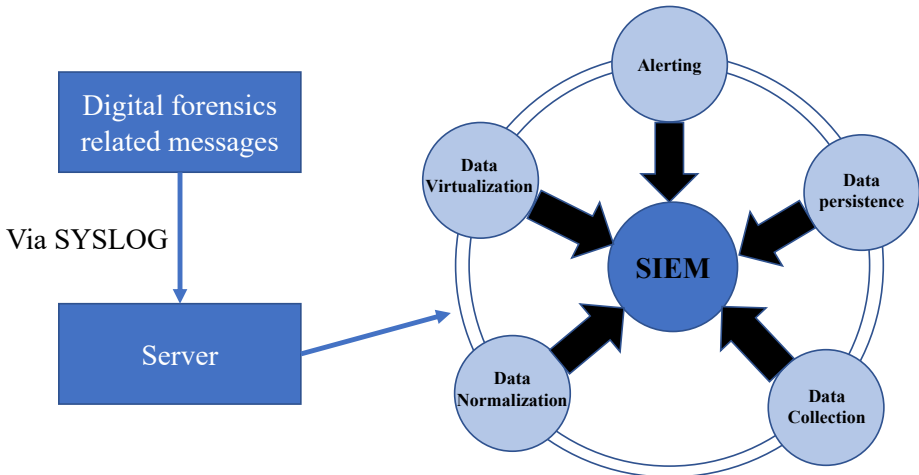 Digital forensics
related messages
Via SYSLOG
Server
Alerting
Data
Virtualization
Data
persistence
SIEM
Data
Normalization
Data
Collection